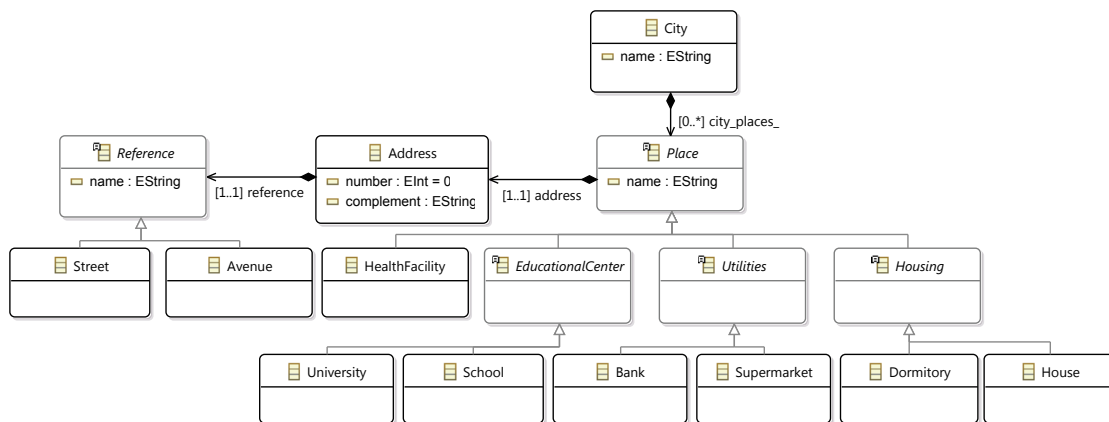 City
name : EString
[0..*] city_places_
Reference
name : EString
[1..1] reference
Address
number : EInt = 0
complement : EString
[1..1] address
Place
name : EString
Street
Avenue
HealthFacility
EducationalCenter
Utilities
Housing
University
School
Bank
Supermarket
Dormitory
House